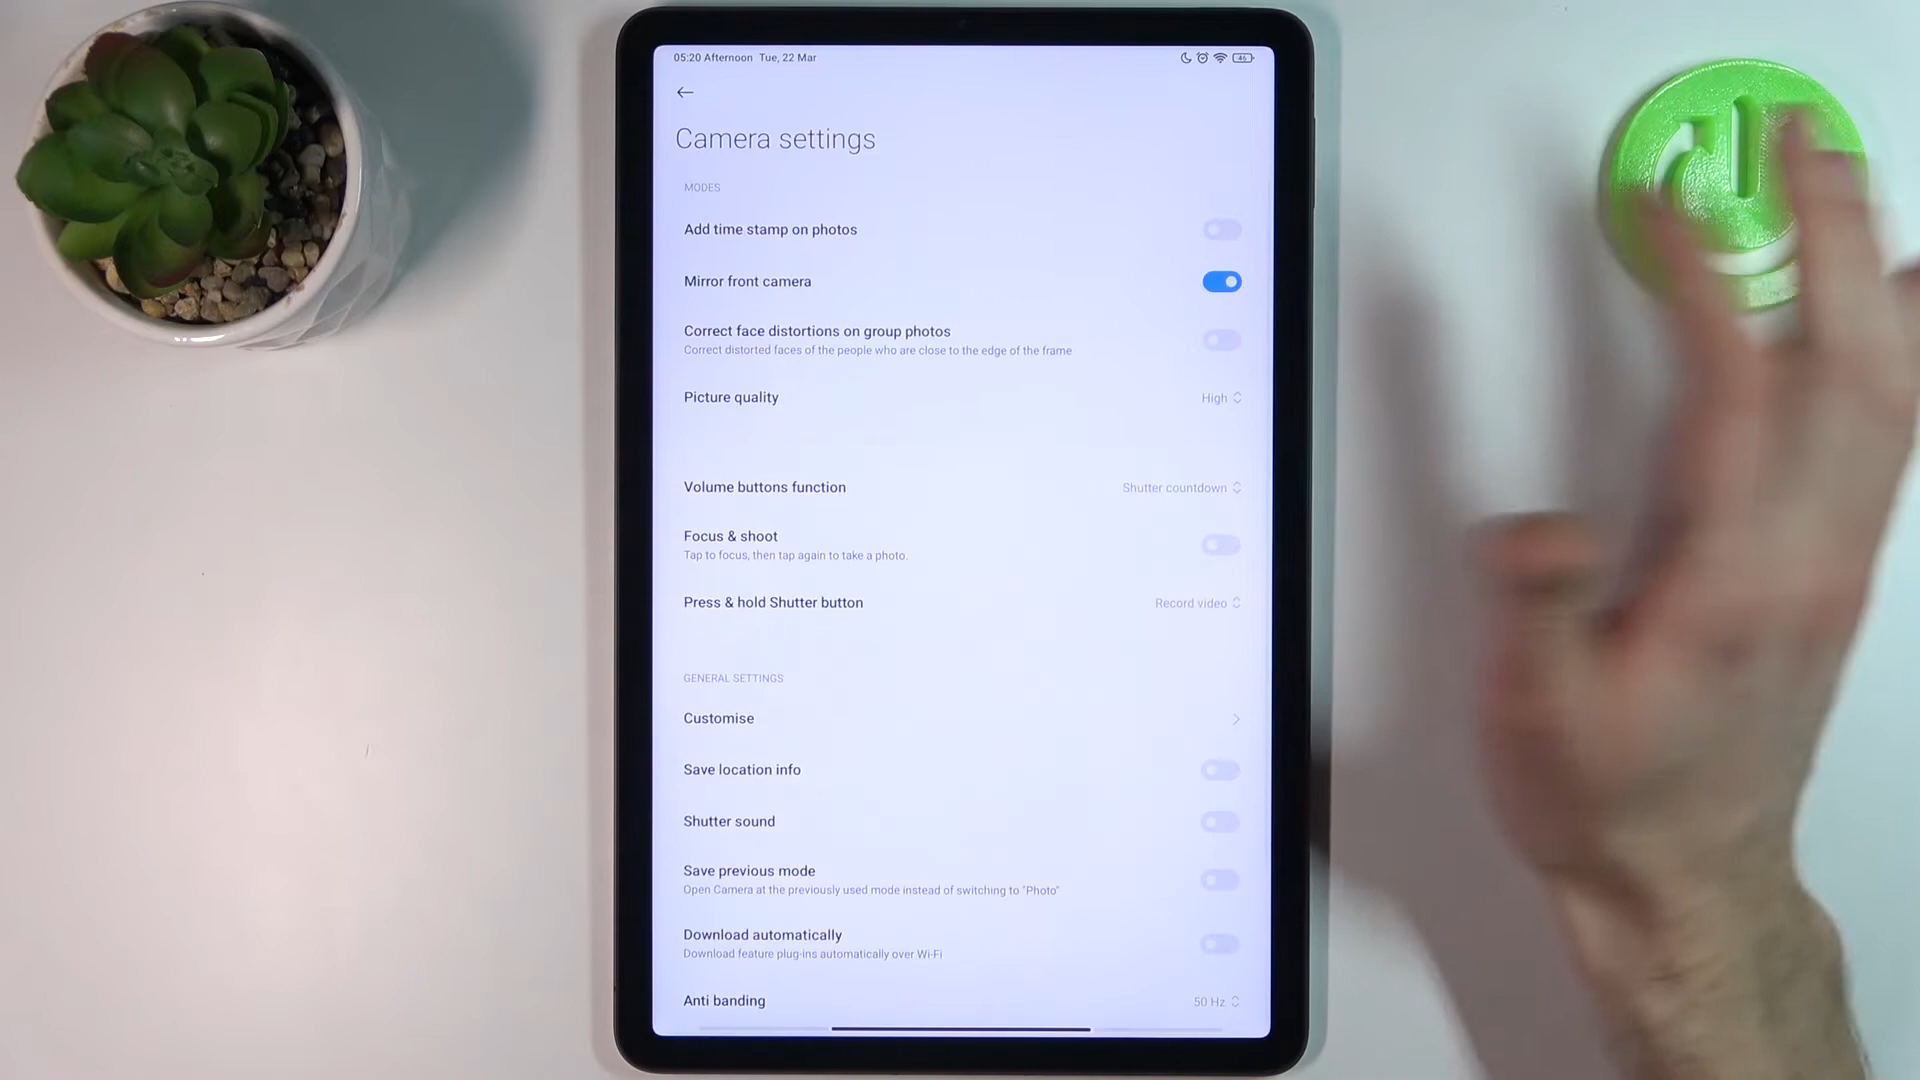 05:20 Afternoon Tue, 22 Mar
46
Camera settings
MODES
Add time stamp on photos
Mirror front camera
Correct face distortions on group photos
Correct distorted faces of the people who are close to the edge of the frame
Picture quality
High
Volume buttons function
Shutter countdown
Focus & shoot
Tap to focus, then tap again to take a photo.
Press & hold Shutter button
Record video
GENERAL SETTINGS
Customise
Save location info
Shutter sound
Save previous mode
Open Camera at the previously used mode instead of switching to "Photo"
Download automatically
Download feature plug-ins automatically over Wi-Fi
Anti banding
50 Hz